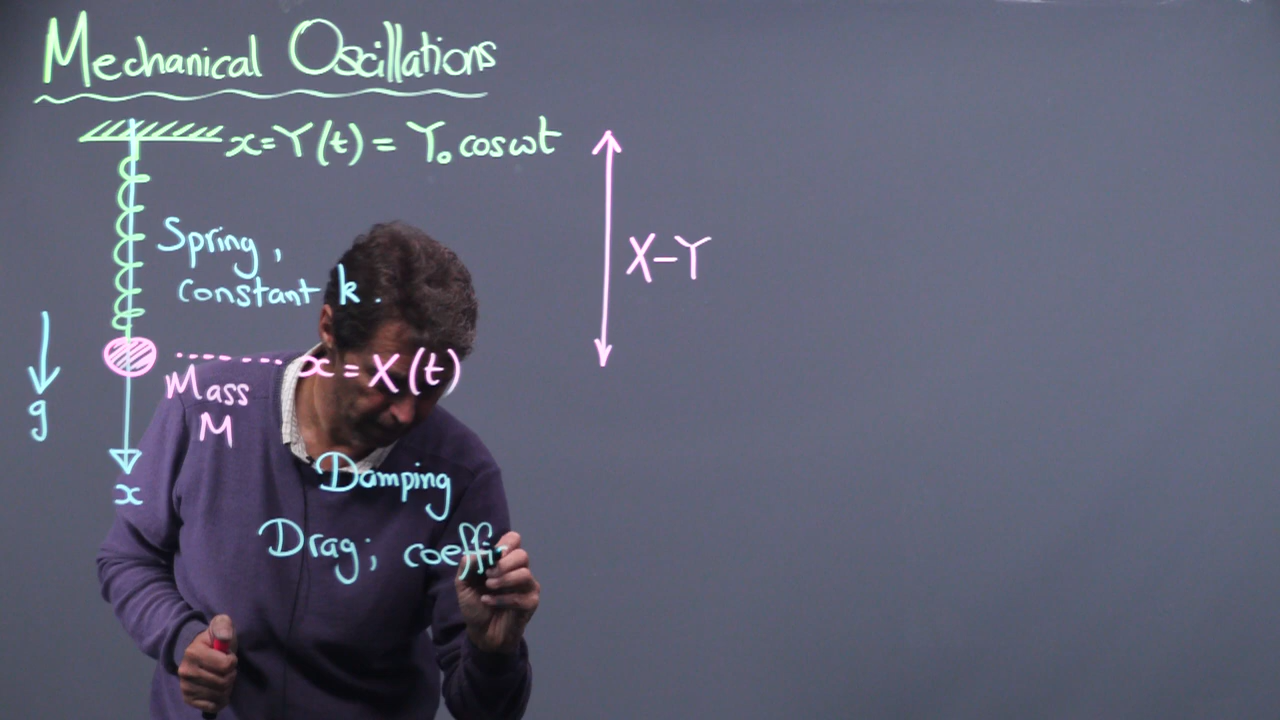 Mechanical Oscillations
x=Y(t) = Y₀ cos ωt
Spring,
constant k.
X-Y
x = X(t)
Mass
M
g
x
Damping
Drag; coeffi